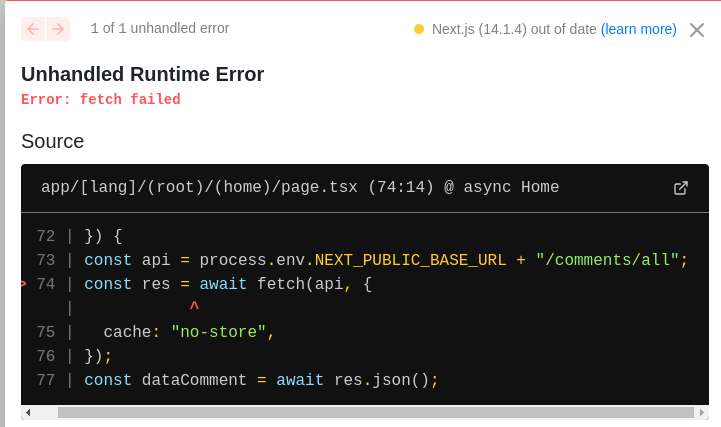 1 of 1 unhandled error
Next.js (14.1.4) out of date (learn more)
Unhandled Runtime Error
Error: fetch failed
Source
app/[lang]/(root)/(home)/page.tsx (74:14) @ async Home
72 | }) {
73 | const api = process.env.NEXT_PUBLIC_BASE_URL + "/comments/all";
> 74 | const res = await fetch(api, {
| ^
75 |   cache: "no-store",
76 | });
77 | const dataComment = await res.json();